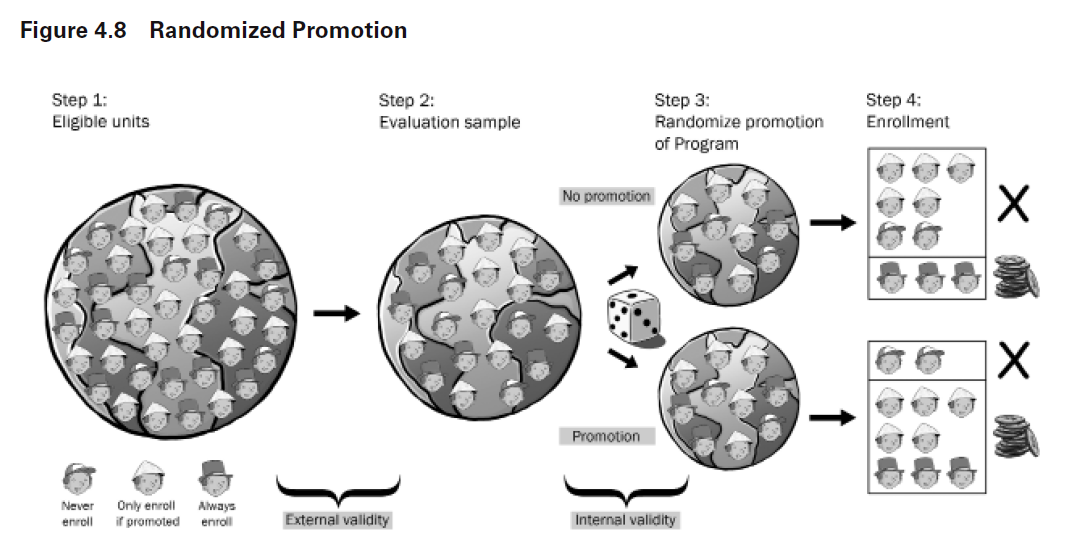 Figure 4.8 Randomized Promotion
Step 1:
Eligible units
Step 2:
Evaluation sample
Step 3:
Randomize promotion
of Program
Step 4:
Enrollment
No promotion
Promotion
Never
enroll
Only enroll
if promoted
Always
enroll
External validity
Internal validity